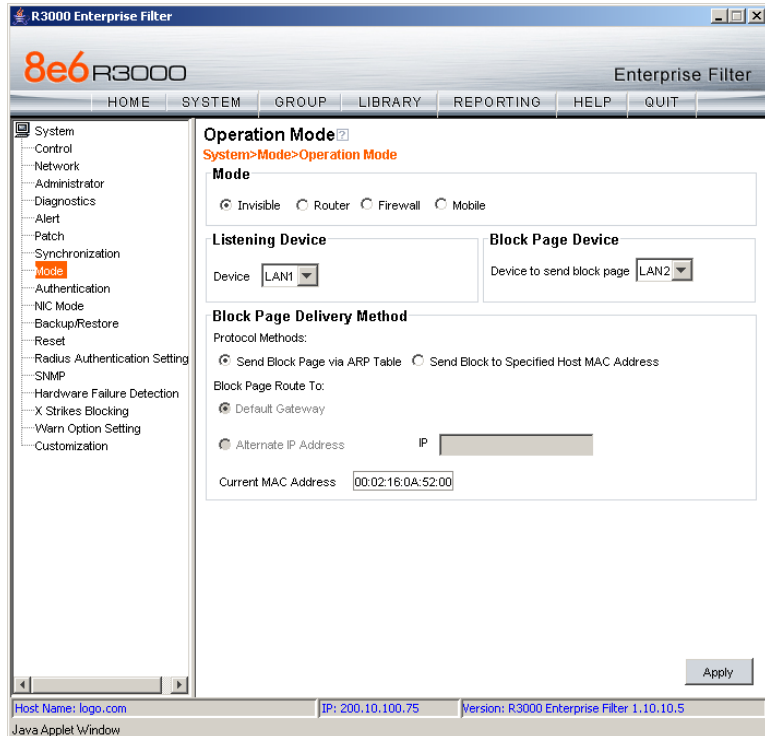 R3000 Enterprise Filter
8e6 R3000
Enterprise Filter
HOME SYSTEM GROUP LIBRARY REPORTING HELP QUIT
System
Control
Network
Administrator
Diagnostics
Alert
Patch
Synchronization
Mode
Authentication
NIC Mode
Backup/Restore
Reset
Radius Authentication Setting
SNMP
Hardware Failure Detection
X Strikes Blocking
Warn Option Setting
Customization
Operation Mode ?
System>Mode>Operation Mode
Mode
Invisible Router Firewall Mobile
Listening Device
Device LAN1
Block Page Device
Device to send block page LAN2
Block Page Delivery Method
Protocol Methods:
Send Block Page via ARP Table Send Block to Specified Host MAC Address
Block Page Route To:
Default Gateway
Alternate IP Address IP
Current MAC Address 00:02:16:0A:52:00
Apply
Host Name: logo.com IP: 200.10.100.75 Version: R3000 Enterprise Filter 1.10.10.5
Java Applet Window